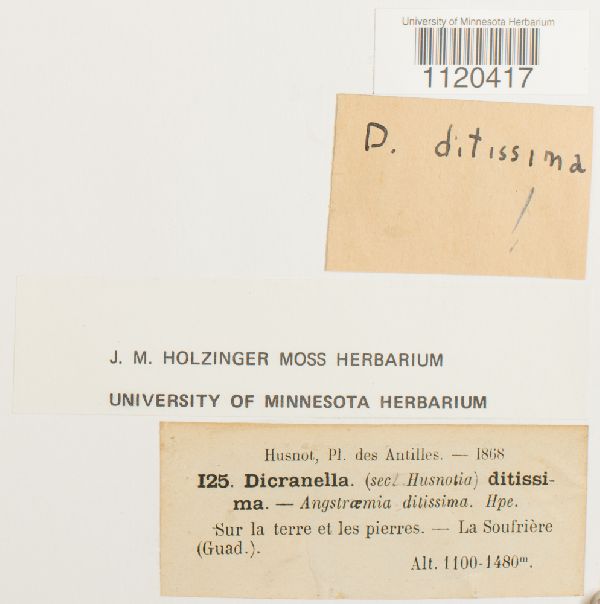 University of Minnesota Herbarium
1120417
D. ditissima
!
J. M. HOLZINGER MOSS HERBARIUM
UNIVERSITY OF MINNESOTA HERBARIUM
Husnot, Pl. des Antilles. — 1868
125. Dicranella. (sect Husnotia) ditissi-
ma. — Angstræmia ditissima. Hpe.
Sur la terre et les pierres. — La Soufrière
(Guad.).
Alt. 1100-1480m.